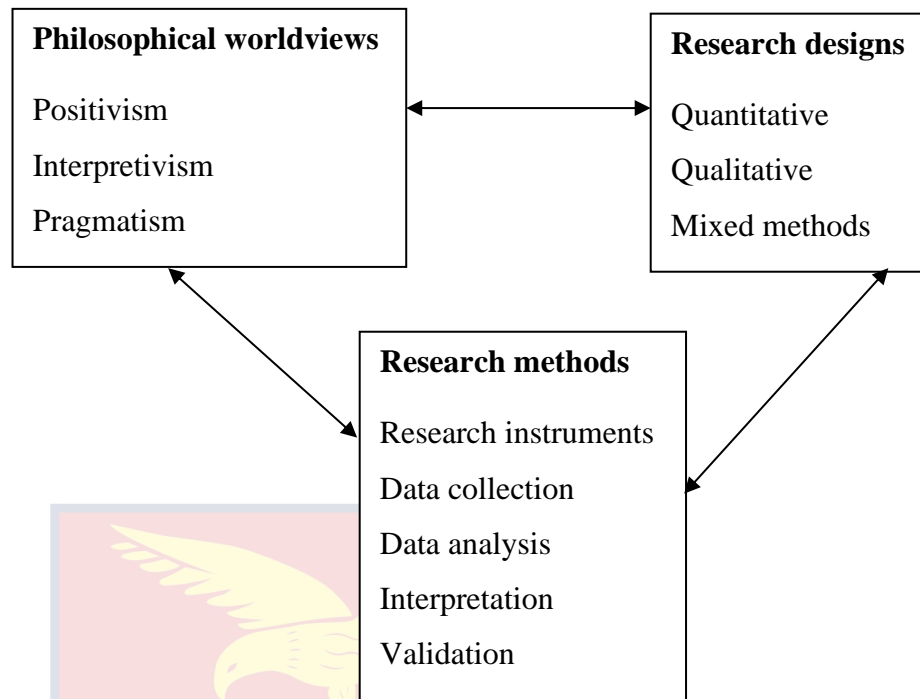 Philosophical worldviews
Positivism
Interpretivism
Pragmatism
Research designs
Quantitative
Qualitative
Mixed methods
Research methods
Research instruments
Data collection
Data analysis
Interpretation
Validation